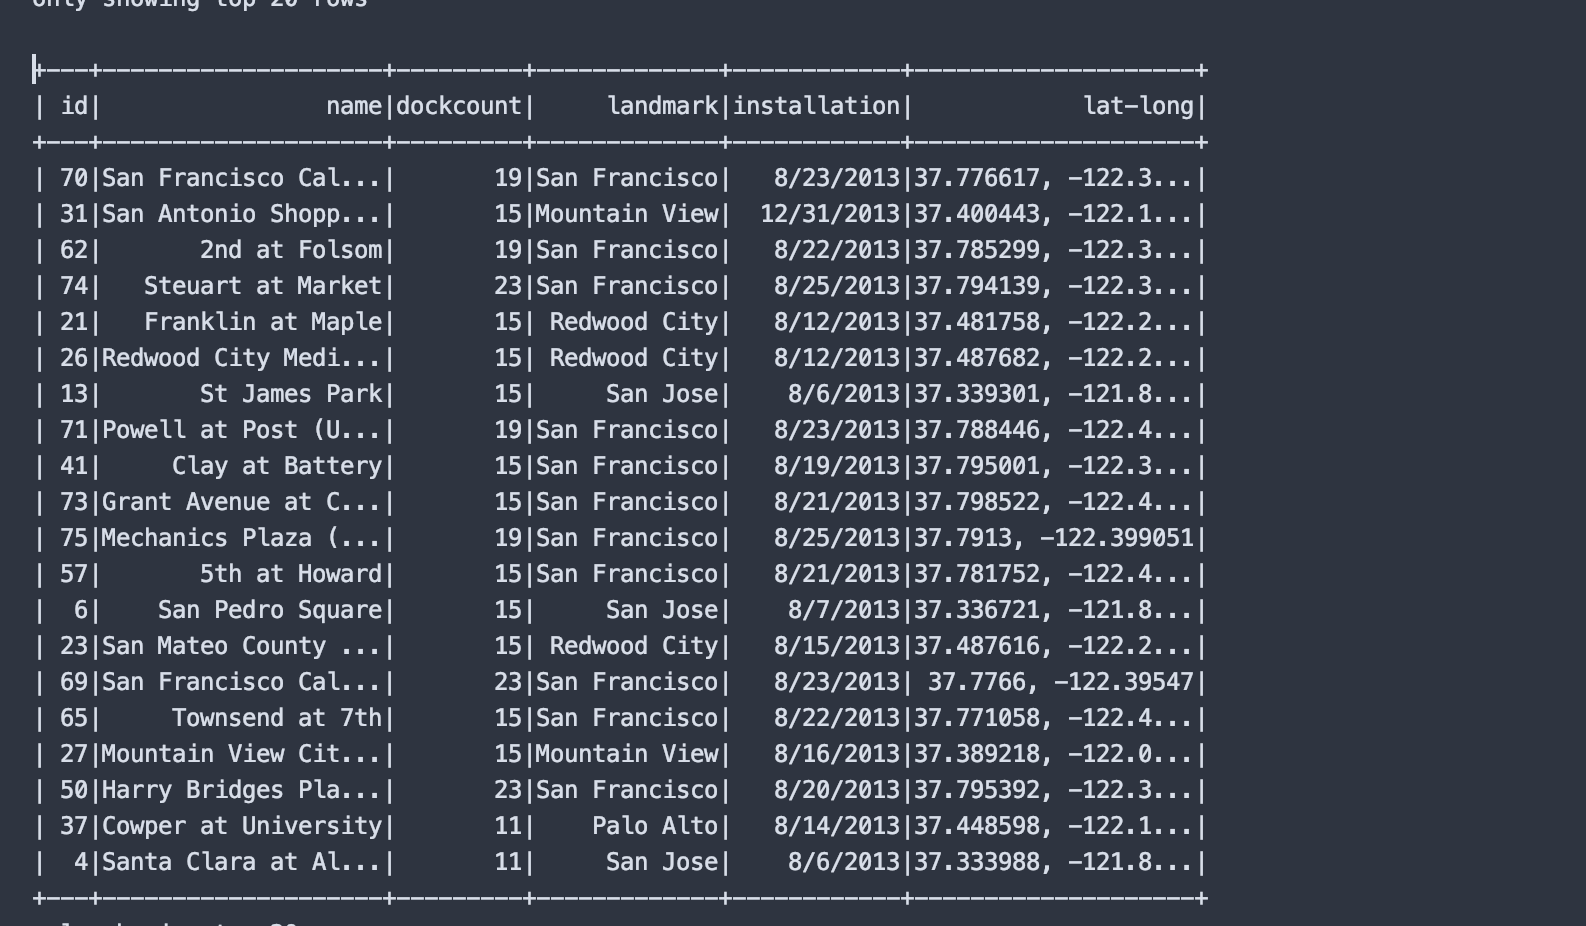 only showing top 20 rows
+---+--------------------+---------+-------------+------------+--------------------+
| id|                name|dockcount|     landmark|installation|            lat-long|
+---+--------------------+---------+-------------+------------+--------------------+
| 70|San Francisco Cal...|       19|San Francisco|   8/23/2013|37.776617, -122.3...|
| 31|San Antonio Shopp...|       15|Mountain View|  12/31/2013|37.400443, -122.1...|
| 62|       2nd at Folsom|       19|San Francisco|   8/22/2013|37.785299, -122.3...|
| 74|   Steuart at Market|       23|San Francisco|   8/25/2013|37.794139, -122.3...|
| 21|   Franklin at Maple|       15| Redwood City|   8/12/2013|37.481758, -122.2...|
| 26|Redwood City Medi...|       15| Redwood City|   8/12/2013|37.487682, -122.2...|
| 13|       St James Park|       15|     San Jose|    8/6/2013|37.339301, -121.8...|
| 71|Powell at Post (U...|       19|San Francisco|   8/23/2013|37.788446, -122.4...|
| 41|     Clay at Battery|       15|San Francisco|   8/19/2013|37.795001, -122.3...|
| 73|Grant Avenue at C...|       15|San Francisco|   8/21/2013|37.798522, -122.4...|
| 75|Mechanics Plaza (...|       19|San Francisco|   8/25/2013|37.7913, -122.399051|
| 57|       5th at Howard|       15|San Francisco|   8/21/2013|37.781752, -122.4...|
|  6|    San Pedro Square|       15|     San Jose|    8/7/2013|37.336721, -121.8...|
| 23|San Mateo County ...|       15| Redwood City|   8/15/2013|37.487616, -122.2...|
| 69|San Francisco Cal...|       23|San Francisco|   8/23/2013| 37.7766, -122.39547|
| 65|     Townsend at 7th|       15|San Francisco|   8/22/2013|37.771058, -122.4...|
| 27|Mountain View Cit...|       15|Mountain View|   8/16/2013|37.389218, -122.0...|
| 50|Harry Bridges Pla...|       23|San Francisco|   8/20/2013|37.795392, -122.3...|
| 37|Cowper at University|       11|    Palo Alto|   8/14/2013|37.448598, -122.1...|
|  4|Santa Clara at Al...|       11|     San Jose|    8/6/2013|37.333988, -121.8...|
+---+--------------------+---------+-------------+------------+--------------------+